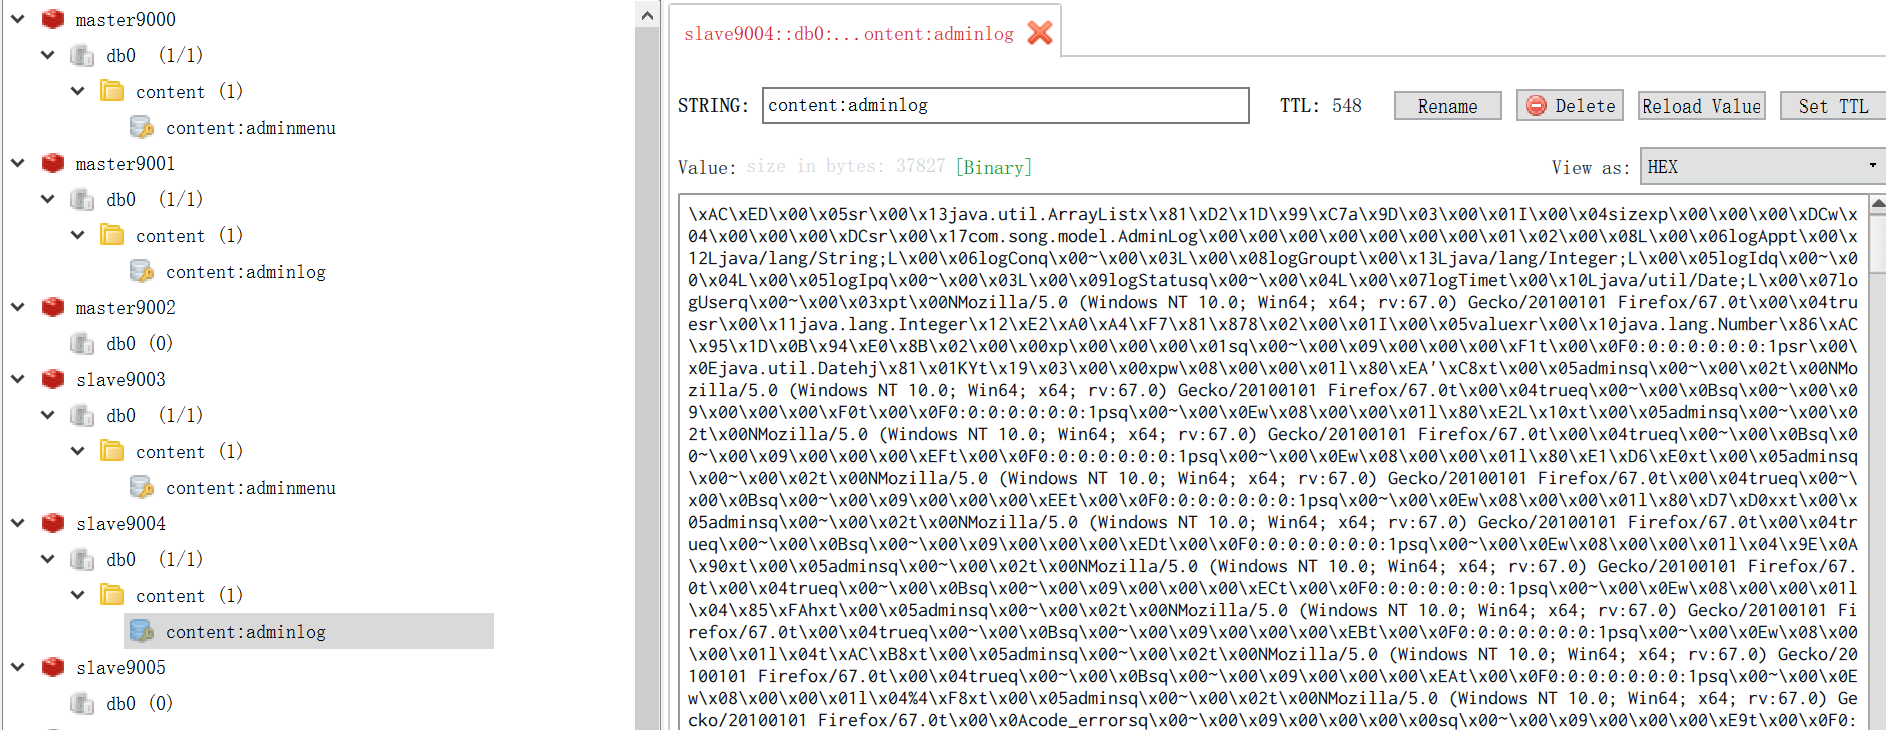 master9000
db0 (1/1)
content (1)
content:adminmenu
master9001
db0 (1/1)
content (1)
content:adminlog
master9002
db0 (0)
slave9003
db0 (1/1)
content (1)
content:adminmenu
slave9004
db0 (1/1)
content (1)
content:adminlog
slave9005
db0 (0)
slave9004::db0:...ontent:adminlog
STRING: content:adminlog TTL: 548 Rename Delete Reload Value Set TTL
Value: size in bytes: 37827 [Binary] View as: HEX
\xAC\xED\x00\x05sr\x00\x13java.util.ArrayListx\x81\xD2\x1D\x99\xC7a\x9D\x03\x00\x01I\x00\x04sizexp\x00\x00\x00\xDCw\x
04\x00\x00\x00\xDCsr\x00\x17com.song.model.AdminLog\x00\x00\x00\x00\x00\x00\x00\x01\x02\x00\x08L\x00\x06logAppt\x00\x
12Ljava/lang/String;L\x00\x06logConq\x00~\x00\x03L\x00\x08logGroupt\x00\x13Ljava/lang/Integer;L\x00\x05logIdq\x00~\x0
0\x04L\x00\x05logIpq\x00~\x00\x03L\x00\x09logStatusq\x00~\x00\x04L\x00\x07logTimet\x00\x10Ljava/util/Date;L\x00\x07lo
gUserq\x00~\x00\x03xpt\x00NMozilla/5.0 (Windows NT 10.0; Win64; x64; rv:67.0) Gecko/20100101 Firefox/67.0t\x00\x04tru
esr\x00\x11java.lang.Integer\x12\xE2\xA0\xA4\xF7\x81\x878\x02\x00\x01I\x00\x05valuexr\x00\x10java.lang.Number\x86\xAC
\x95\x1D\x0B\x94\xE0\x8B\x02\x00\x00xp\x00\x00\x00\x01sq\x00~\x00\x09\x00\x00\x00\xF1t\x00\x0F0:0:0:0:0:0:0:1psr\x00\
x0Ejava.util.Datehj\x81\x01KYt\x19\x03\x00\x00xpw\x08\x00\x00\x01l\x80\xEA'\xC8xt\x00\x05adminsq\x00~\x00\x02t\x00NMo
zilla/5.0 (Windows NT 10.0; Win64; x64; rv:67.0) Gecko/20100101 Firefox/67.0t\x00\x04trueq\x00~\x00\x0Bsq\x00~\x00\x0
9\x00\x00\x00\xF0t\x00\x0F0:0:0:0:0:0:0:1psq\x00~\x00\x0Ew\x08\x00\x00\x01l\x80\xE2L\x10xt\x00\x05adminsq\x00~\x00\x0
2t\x00NMozilla/5.0 (Windows NT 10.0; Win64; x64; rv:67.0) Gecko/20100101 Firefox/67.0t\x00\x04trueq\x00~\x00\x0Bsq\x0
0~\x00\x09\x00\x00\x00\xEFt\x00\x0F0:0:0:0:0:0:0:1psq\x00~\x00\x0Ew\x08\x00\x00\x01l\x80\xE1\xD6\xE0xt\x00\x05adminsq
\x00~\x00\x02t\x00NMozilla/5.0 (Windows NT 10.0; Win64; x64; rv:67.0) Gecko/20100101 Firefox/67.0t\x00\x04trueq\x00~\
x00\x0Bsq\x00~\x00\x09\x00\x00\x00\xEEt\x00\x0F0:0:0:0:0:0:0:1psq\x00~\x00\x0Ew\x08\x00\x00\x01l\x80\xD7\xD0xxt\x00\x
05adminsq\x00~\x00\x02t\x00NMozilla/5.0 (Windows NT 10.0; Win64; x64; rv:67.0) Gecko/20100101 Firefox/67.0t\x00\x04tr
ueq\x00~\x00\x0Bsq\x00~\x00\x09\x00\x00\x00\xEDt\x00\x0F0:0:0:0:0:0:0:1psq\x00~\x00\x0Ew\x08\x00\x00\x01l\x04\x9E\x0A
\x90xt\x00\x05adminsq\x00~\x00\x02t\x00NMozilla/5.0 (Windows NT 10.0; Win64; x64; rv:67.0) Gecko/20100101 Firefox/67.
0t\x00\x04trueq\x00~\x00\x0Bsq\x00~\x00\x09\x00\x00\x00\xECt\x00\x0F0:0:0:0:0:0:0:1psq\x00~\x00\x0Ew\x08\x00\x00\x01l
\x04\x85\xFAhxt\x00\x05adminsq\x00~\x00\x02t\x00NMozilla/5.0 (Windows NT 10.0; Win64; x64; rv:67.0) Gecko/20100101 Fi
refox/67.0t\x00\x04trueq\x00~\x00\x0Bsq\x00~\x00\x09\x00\x00\x00\xEBt\x00\x0F0:0:0:0:0:0:0:1psq\x00~\x00\x0Ew\x08\x00
\x00\x01l\x04t\xAC\xB8xt\x00\x05adminsq\x00~\x00\x02t\x00NMozilla/5.0 (Windows NT 10.0; Win64; x64; rv:67.0) Gecko/20
100101 Firefox/67.0t\x00\x04trueq\x00~\x00\x0Bsq\x00~\x00\x09\x00\x00\x00\xEAt\x00\x0F0:0:0:0:0:0:0:1psq\x00~\x00\x0E
w\x08\x00\x00\x01l\x04%4\xF8xt\x00\x05adminsq\x00~\x00\x02t\x00NMozilla/5.0 (Windows NT 10.0; Win64; x64; rv:67.0) Ge
cko/20100101 Firefox/67.0t\x00\x0Acode_errorsq\x00~\x00\x09\x00\x00\x00\x00sq\x00~\x00\x09\x00\x00\x00\xE9t\x00\x0F0: